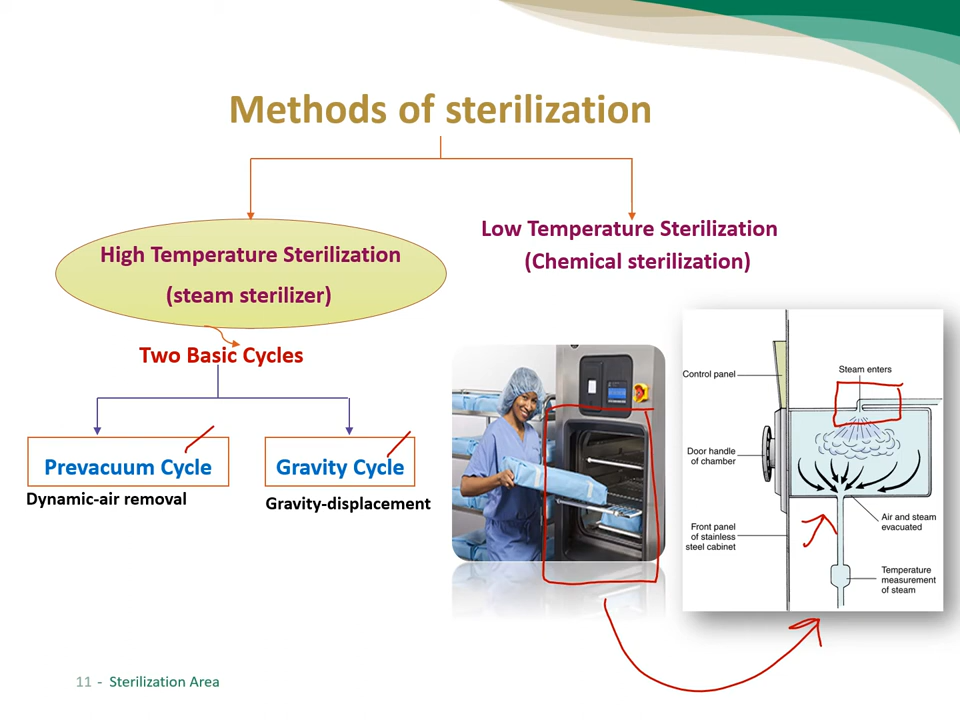 Methods of sterilization
High Temperature Sterilization
(steam sterilizer)
Low Temperature Sterilization
(Chemical sterilization)
Two Basic Cycles
Prevacuum Cycle
Dynamic-air removal
Gravity Cycle
Gravity-displacement
Control panel
Steam enters
Door handle
of chamber
Front panel
of stainless
steel cabinet
Air and steam
evacuated
Temperature
measurement
of steam
11 - Sterilization Area